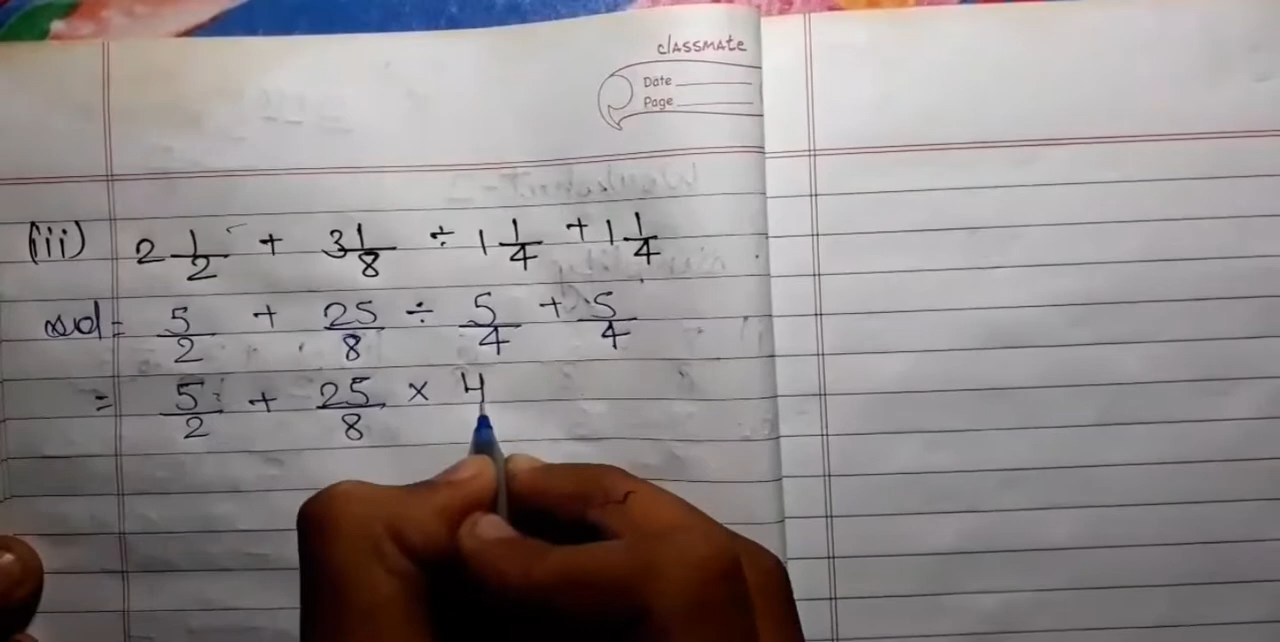 classmate
Date
Page
(iii) 2 1/2 + 3 1/8 ÷ 1 1/4 + 1 1/4
sol = 5/2 + 25/8 ÷ 5/4 + 5/4
= 5/2 + 25/8 × 4